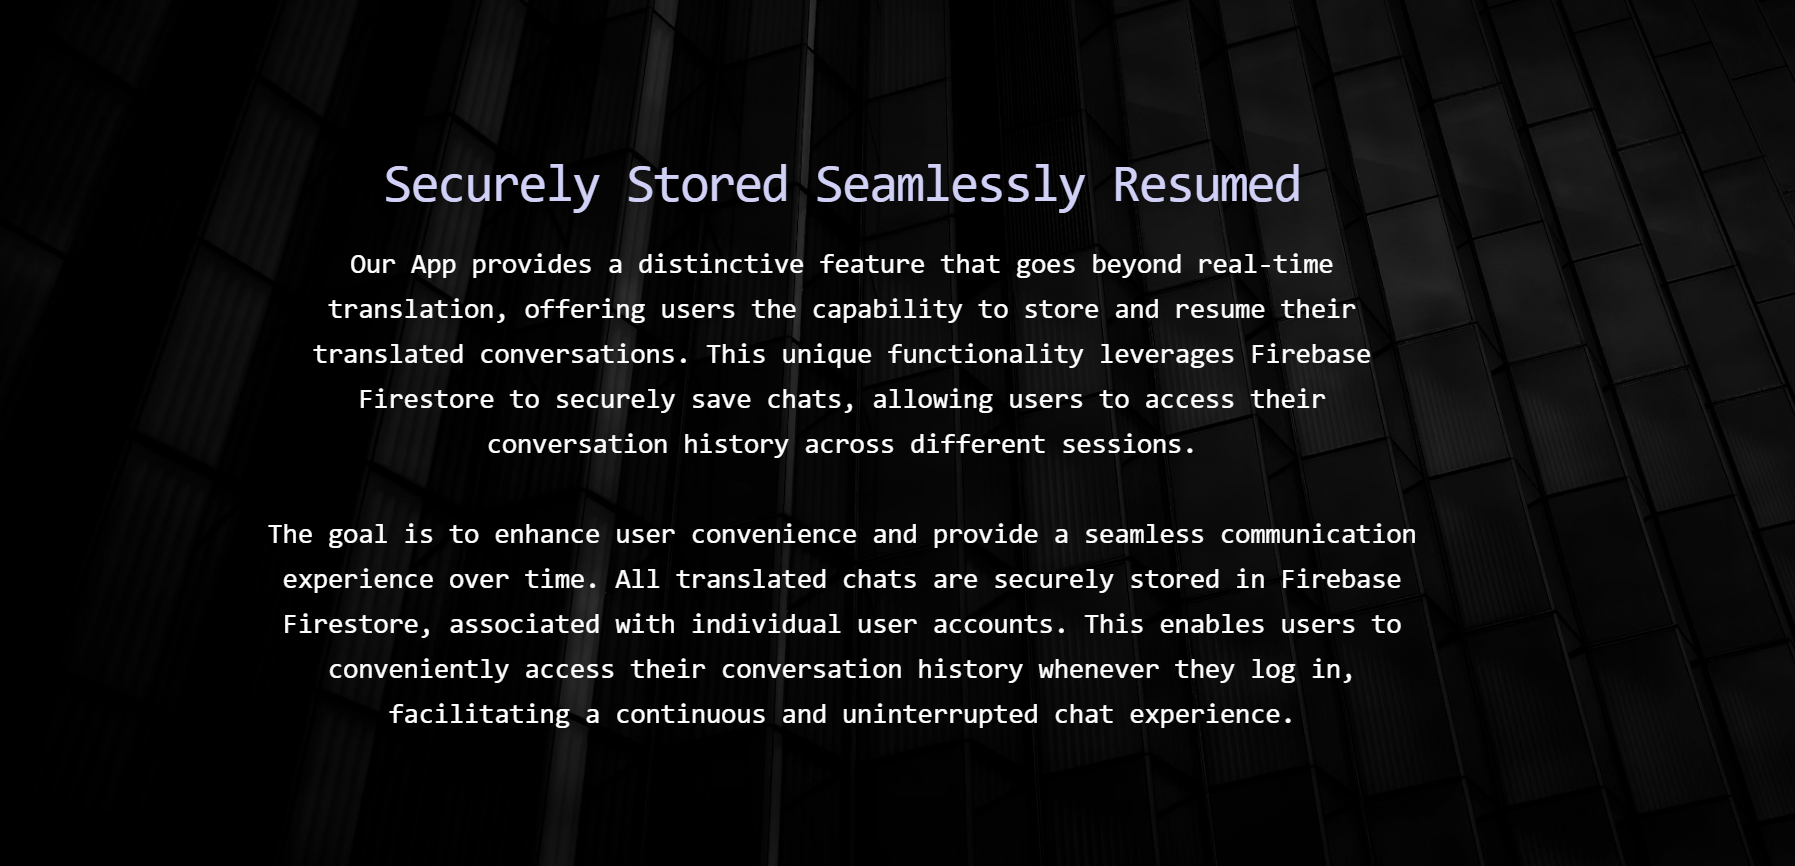 Securely Stored Seamlessly Resumed
Our App provides a distinctive feature that goes beyond real-time
translation, offering users the capability to store and resume their
translated conversations. This unique functionality leverages Firebase
Firestore to securely save chats, allowing users to access their
conversation history across different sessions.
The goal is to enhance user convenience and provide a seamless communication
experience over time. All translated chats are securely stored in Firebase
Firestore, associated with individual user accounts. This enables users to
conveniently access their conversation history whenever they log in,
facilitating a continuous and uninterrupted chat experience.